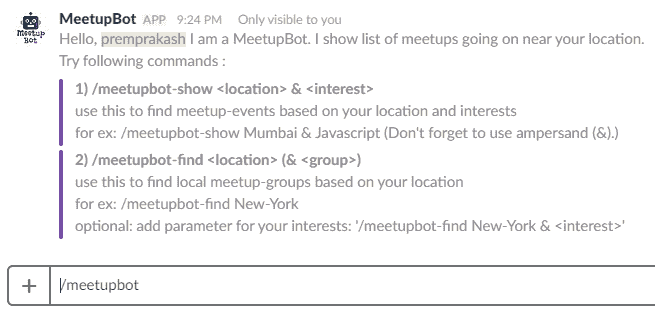 MeetupBot APP 9:24 PM Only visible to you
Meetup
Bot
Hello, premprakash I am a MeetupBot. I show list of meetups going on near your location.
Try following commands :
1) /meetupbot-show <location> & <interest>
use this to find meetup-events based on your location and interests
for ex: /meetupbot-show Mumbai & Javascript (Don't forget to use ampersand (&).)
2) /meetupbot-find <location> (& <group>)
use this to find local meetup-groups based on your location
for ex: /meetupbot-find New-York
optional: add parameter for your interests: '/meetupbot-find New-York & <interest>'
/meetupbot